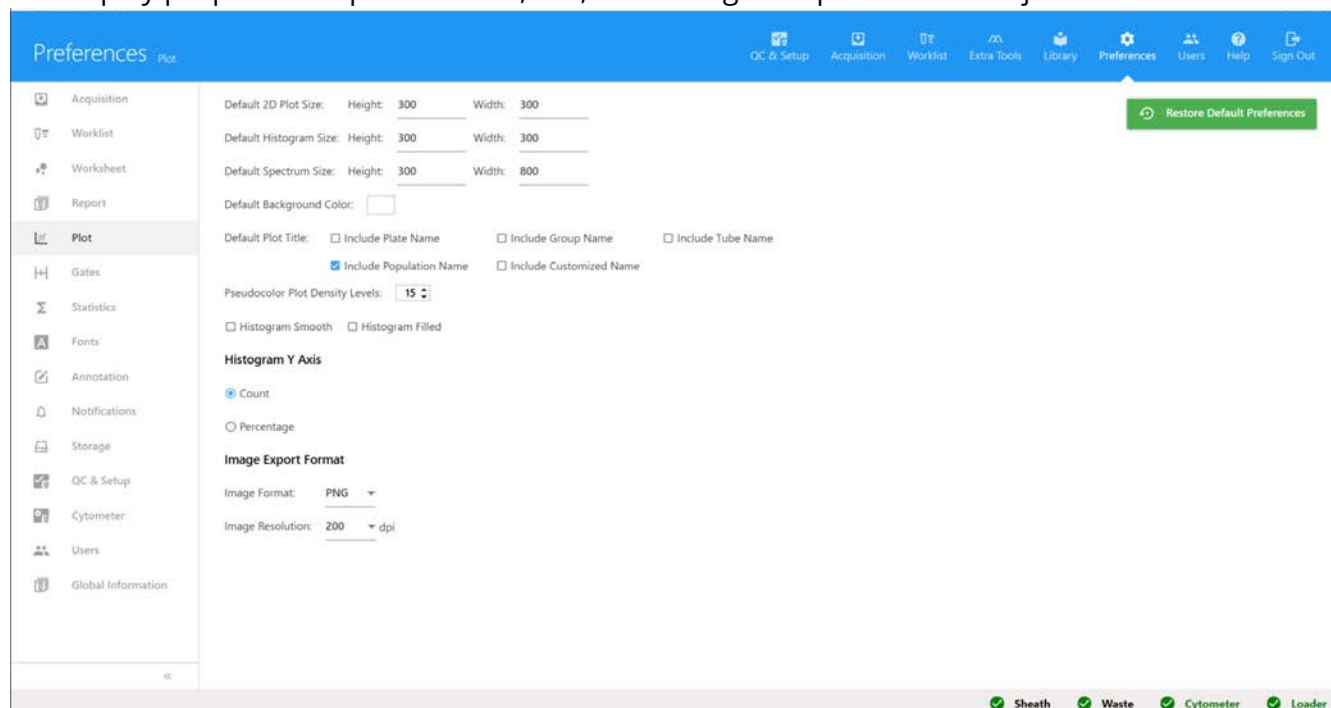 Preferences Plot
QC & Setup Acquisition Worklist Extra Tools Library Preferences Users Help Sign Out
Acquisition
Worklist
Worksheet
Report
Plot
Gates
Statistics
Fonts
Annotation
Notifications
Storage
QC & Setup
Cytometer
Users
Global Information
«
Default 2D Plot Size: Height: 300 Width: 300
Default Histogram Size: Height: 300 Width: 300
Default Spectrum Size: Height: 300 Width: 800
Default Background Color:
Default Plot Title: Include Plate Name Include Group Name Include Tube Name
Include Population Name Include Customized Name
Pseudocolor Plot Density Levels: 15
Histogram Smooth Histogram Filled
Histogram Y Axis
Count
Percentage
Image Export Format
Image Format: PNG
Image Resolution: 200 dpi
Restore Default Preferences
Sheath Waste Cytometer Loader